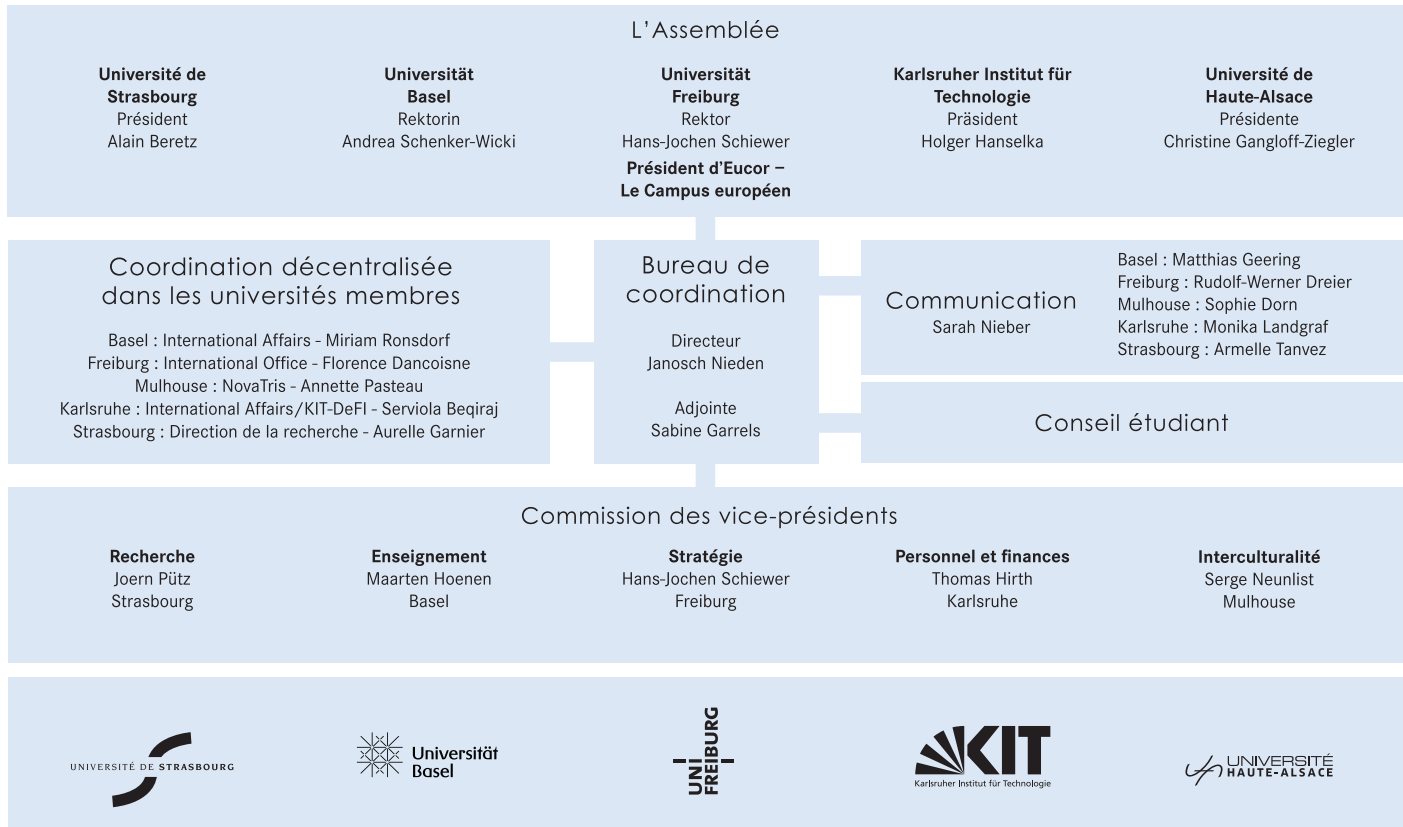 L'Assemblée
Université de
Strasbourg
Président
Alain Beretz
Universität
Basel
Rektorin
Andrea Schenker-Wicki
Universität
Freiburg
Rektor
Hans-Jochen Schiewer
Président d'Eucor –
Le Campus européen
Karlsruher Institut für
Technologie
Präsident
Holger Hanselka
Université de
Haute-Alsace
Présidente
Christine Gangloff-Ziegler
Coordination décentralisée
dans les universités membres
Basel : International Affairs - Miriam Ronsdorf
Freiburg : International Office - Florence Dancoisne
Mulhouse : NovaTris - Annette Pasteau
Karlsruhe : International Affairs/KIT-DeFI - Serviola Beqiraj
Strasbourg : Direction de la recherche - Aurelle Garnier
Bureau de
coordination
Directeur
Janosch Nieden
Adjointe
Sabine Garrels
Communication
Sarah Nieber
Basel : Matthias Geering
Freiburg : Rudolf-Werner Dreier
Mulhouse : Sophie Dorn
Karlsruhe : Monika Landgraf
Strasbourg : Armelle Tanvez
Conseil étudiant
Commission des vice-présidents
Recherche
Joern Pütz
Strasbourg
Enseignement
Maarten Hoenen
Basel
Stratégie
Hans-Jochen Schiewer
Freiburg
Personnel et finances
Thomas Hirth
Karlsruhe
Interculturalité
Serge Neunlist
Mulhouse
UNIVERSITÉ DE STRASBOURG
Universität
Basel
UNI
FREIBURG
KIT
Karlsruher Institut für Technologie
UNIVERSITÉ
HAUTE-ALSACE